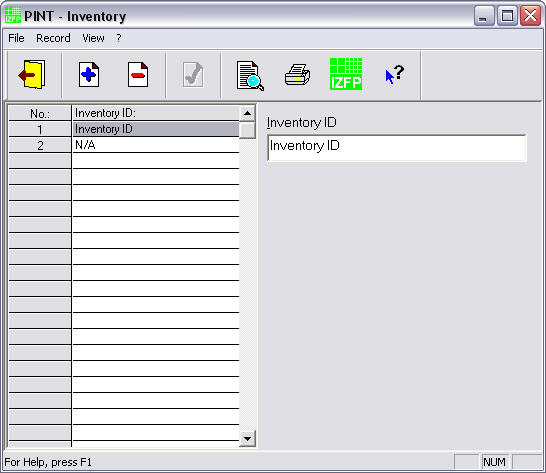 PINT - Inventory
File Record View ?
IZFP
No.: Inventory ID:
1 Inventory ID
2 N/A
Inventory ID
Inventory ID
For Help, press F1
NUM